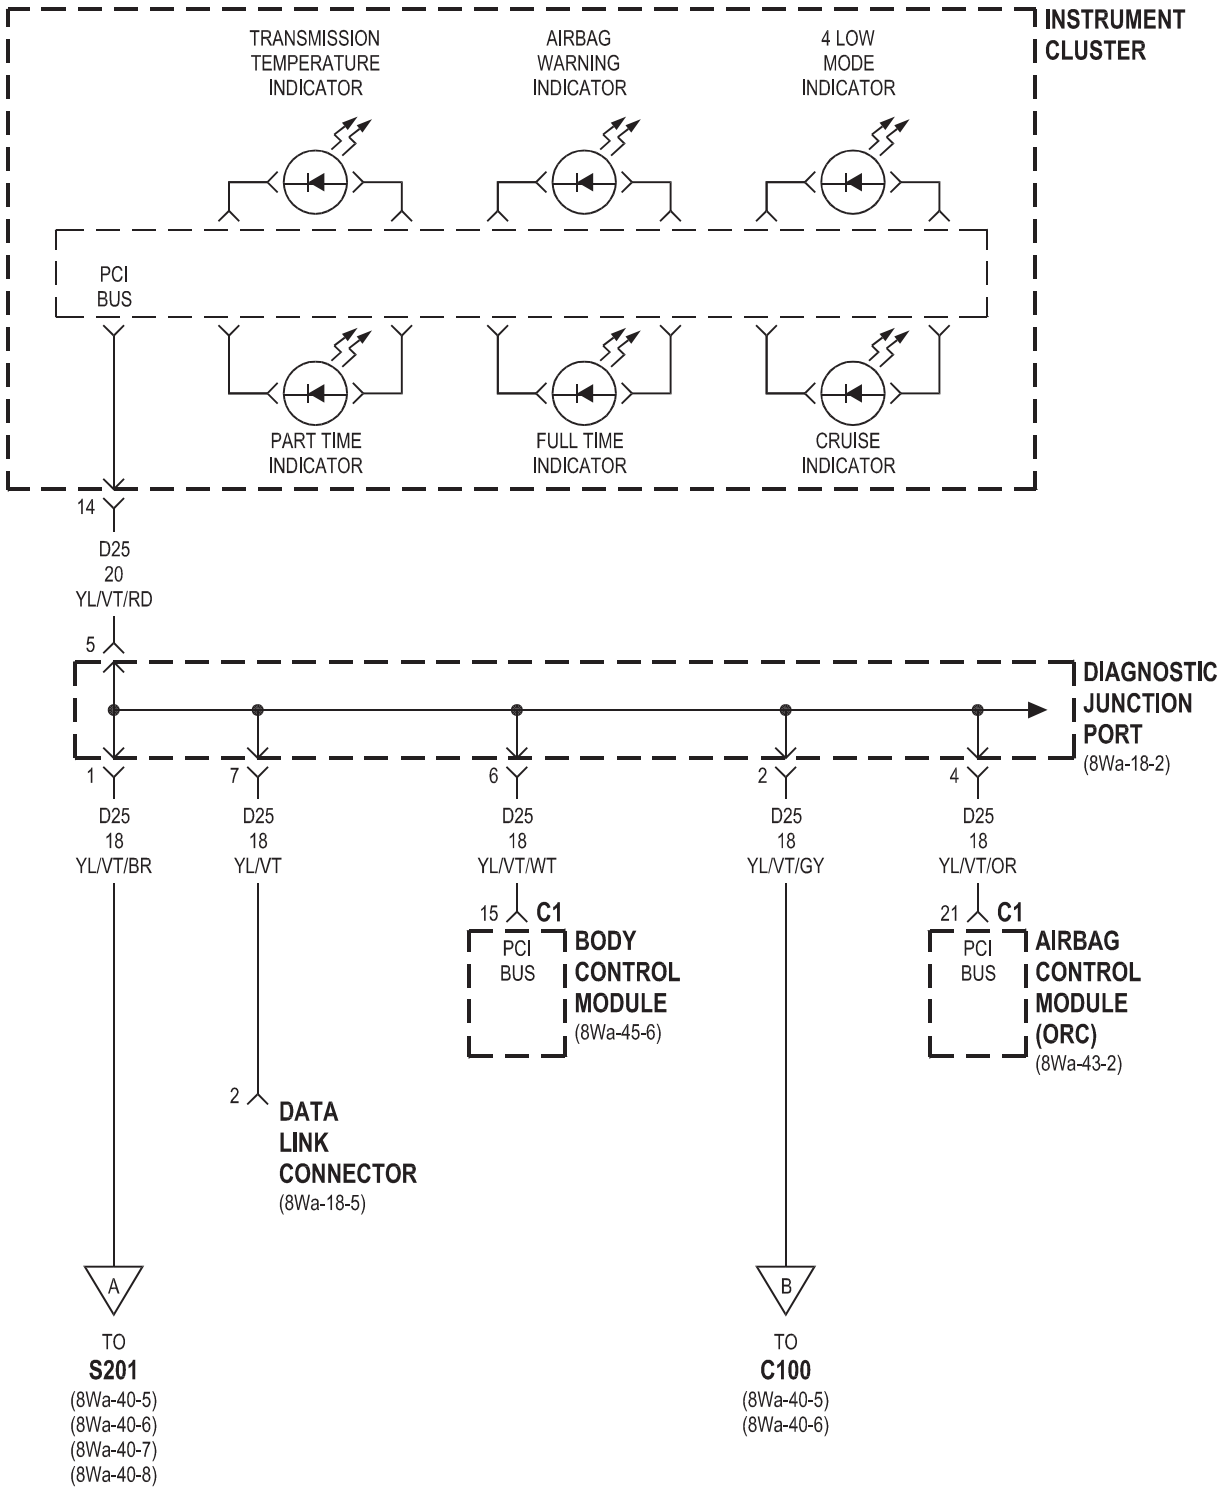 INSTRUMENT
CLUSTER
TRANSMISSION
TEMPERATURE
INDICATOR
AIRBAG
WARNING
INDICATOR
4 LOW
MODE
INDICATOR
PCI
BUS
PART TIME
INDICATOR
FULL TIME
INDICATOR
CRUISE
INDICATOR
14
D25
20
YL/VT/RD
5
DIAGNOSTIC
JUNCTION
PORT
(8Wa-18-2)
1
D25
18
YL/VT/BR
7
D25
18
YL/VT
6
D25
18
YL/VT/WT
2
D25
18
YL/VT/GY
4
D25
18
YL/VT/OR
15
C1
PCI
BUS
BODY
CONTROL
MODULE
(8Wa-45-6)
21
C1
PCI
BUS
AIRBAG
CONTROL
MODULE
(ORC)
(8Wa-43-2)
2
DATA
LINK
CONNECTOR
(8Wa-18-5)
A
TO
S201
(8Wa-40-5)
(8Wa-40-6)
(8Wa-40-7)
(8Wa-40-8)
B
TO
C100
(8Wa-40-5)
(8Wa-40-6)